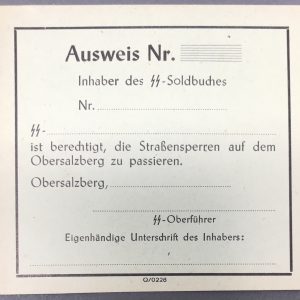 Ausweis Nr.
Inhaber des ᛋᛋ-Soldbuches
Nr.
ᛋᛋ-
ist berechtigt, die Straßensperren auf dem
Obersalzberg zu passieren.
Obersalzberg,
ᛋᛋ-Oberführer
Eigenhändige Unterschrift des Inhabers:
O/0226